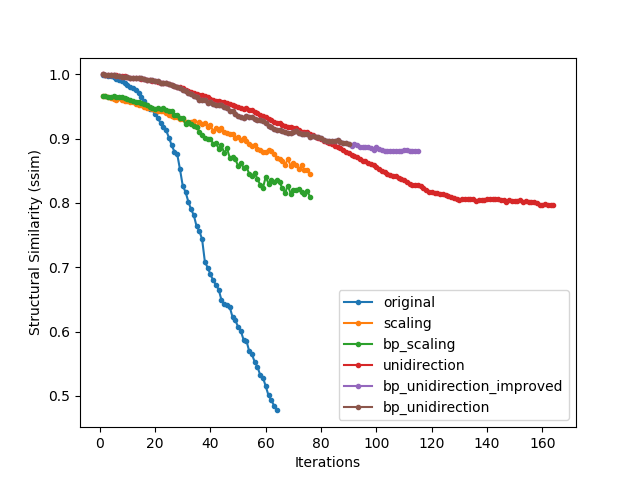 1.0
0.9
0.8
0.7
0.6
0.5
Structural Similarity (ssim)
original
scaling
bp_scaling
unidirection
bp_unidirection_improved
bp_unidirection
0 20 40 60 80 100 120 140 160
Iterations